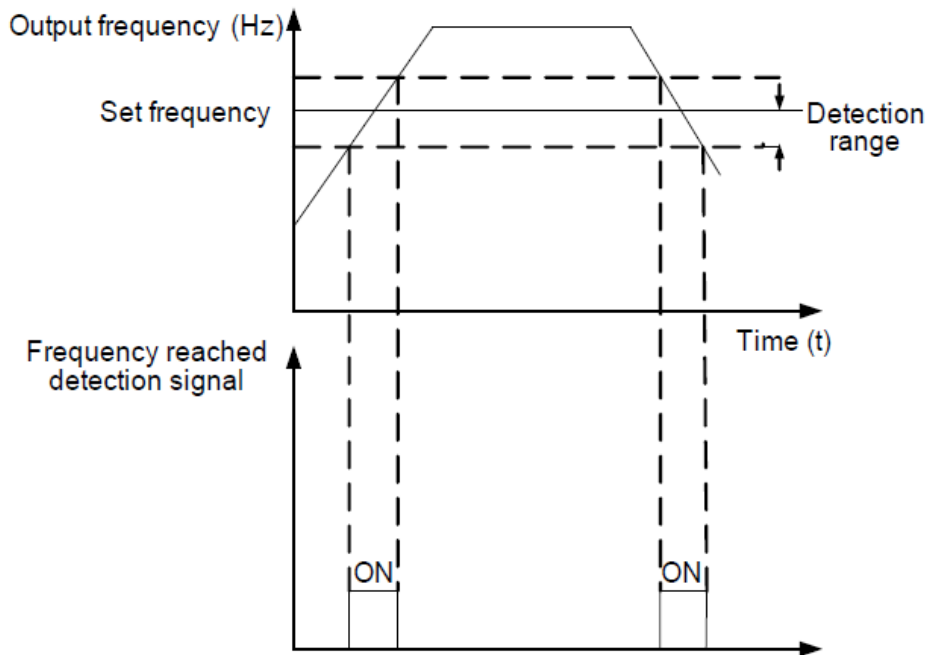 Output frequency (Hz)
Set frequency
Detection
range
Time (t)
Frequency reached
detection signal
ON
ON